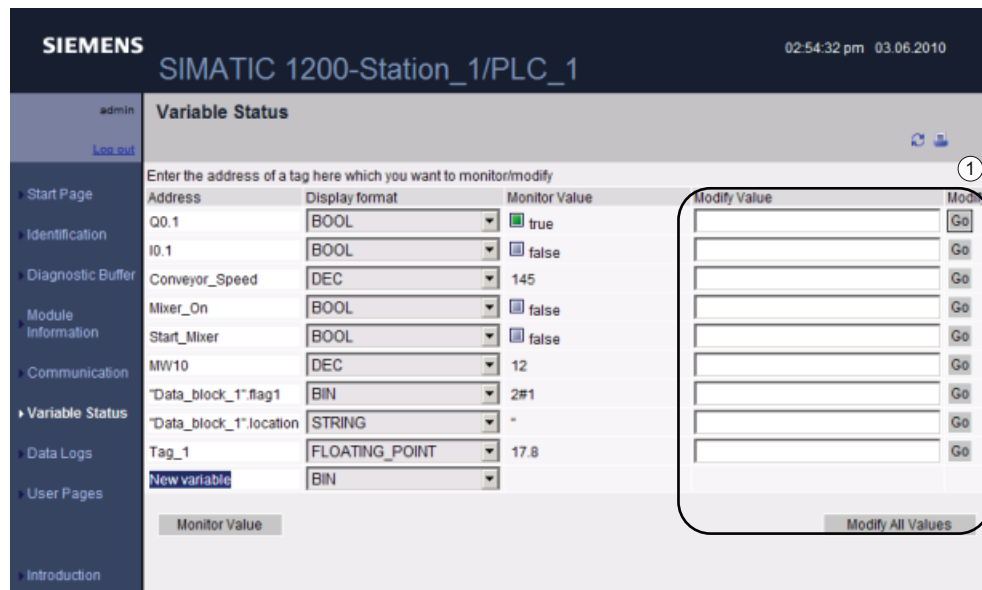 SIEMENS
SIMATIC 1200-Station_1/PLC_1
02:54:32 pm 03.06.2010
admin
Log out
Variable Status
Start Page
Identification
Diagnostic Buffer
Module
Information
Communication
Variable Status
Data Logs
User Pages
Introduction
1
Enter the address of a tag here which you want to monitor/modify
Address Display format Monitor Value Modify Value Modif
Q0.1 BOOL true Go
I0.1 BOOL false Go
Conveyor_Speed DEC 145 Go
Mixer_On BOOL false Go
Start_Mixer BOOL false Go
MW10 DEC 12 Go
"Data_block_1".flag1 BIN 2#1 Go
"Data_block_1".location STRING '' Go
Tag_1 FLOATING_POINT 17.8 Go
New variable BIN
Monitor Value Modify All Values